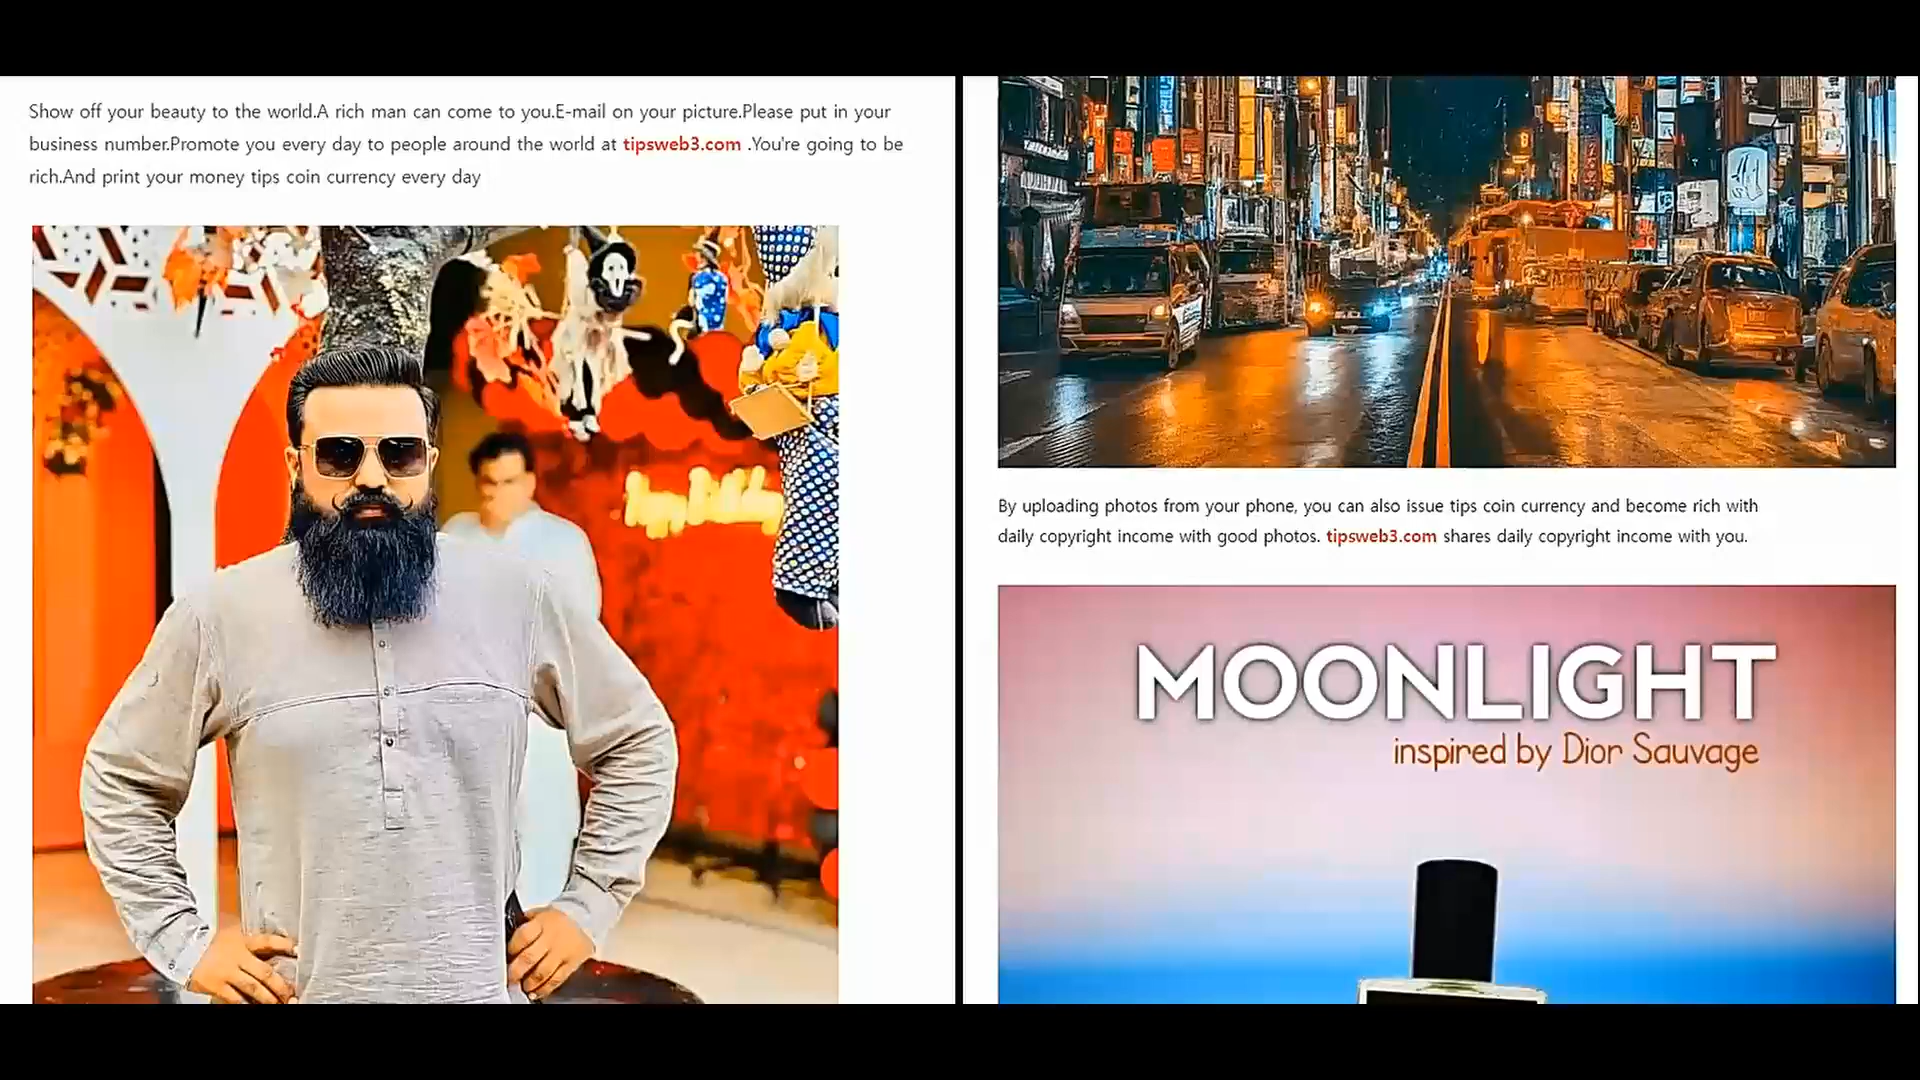 Show off your beauty to the world.A rich man can come to you.E-mail on your picture.Please put in your
business number.Promote you every day to people around the world at tipsweb3.com .You're going to be
rich.And print your money tips coin currency every day
By uploading photos from your phone, you can also issue tips coin currency and become rich with
daily copyright income with good photos. tipsweb3.com shares daily copyright income with you.
MOONLIGHT
inspired by Dior Sauvage